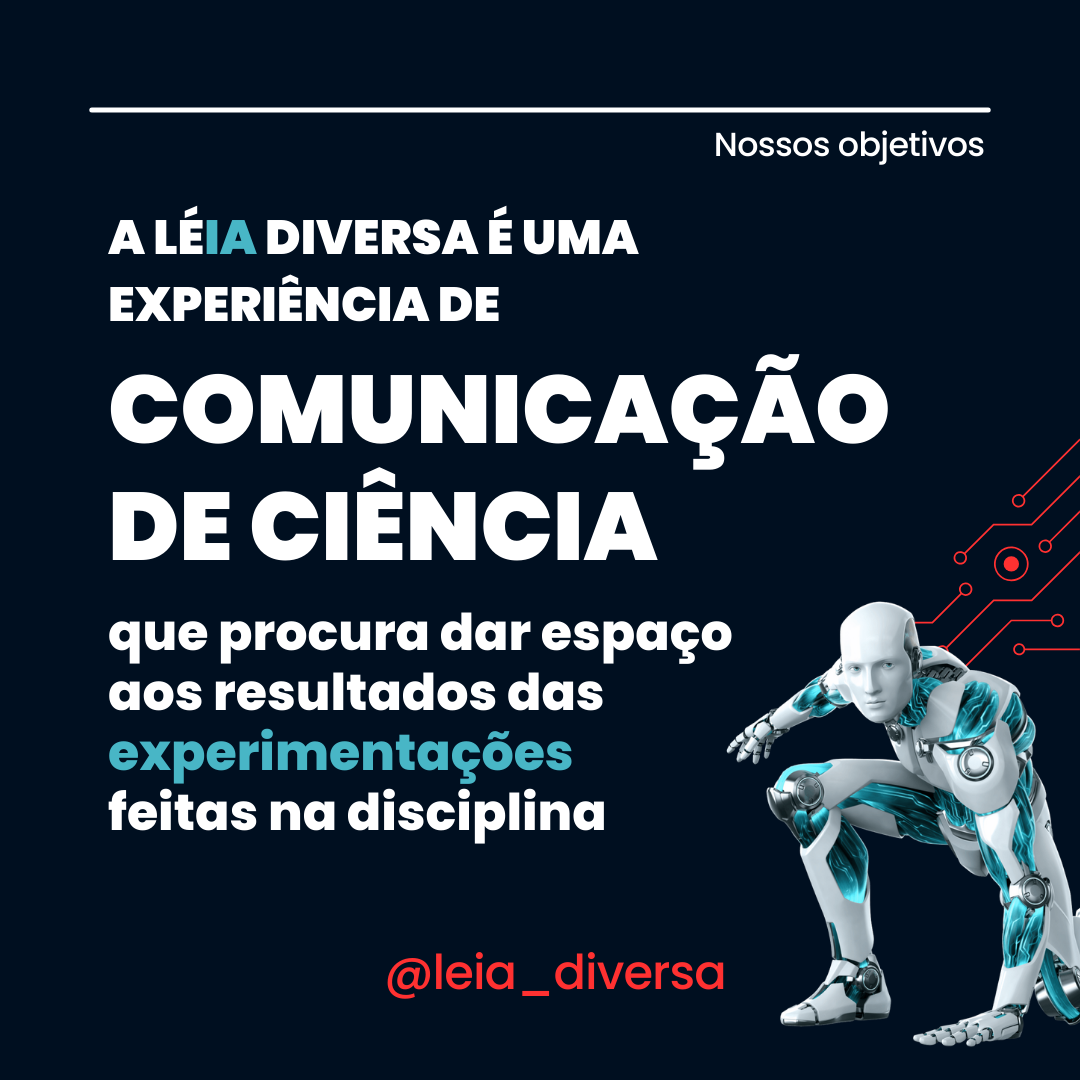 Nossos objetivos
A LÉIA DIVERSA É UMA
EXPERIÊNCIA DE
COMUNICAÇÃO
DE CIÊNCIA
que procura dar espaço
aos resultados das
experimentações
feitas na disciplina
@leia_diversa